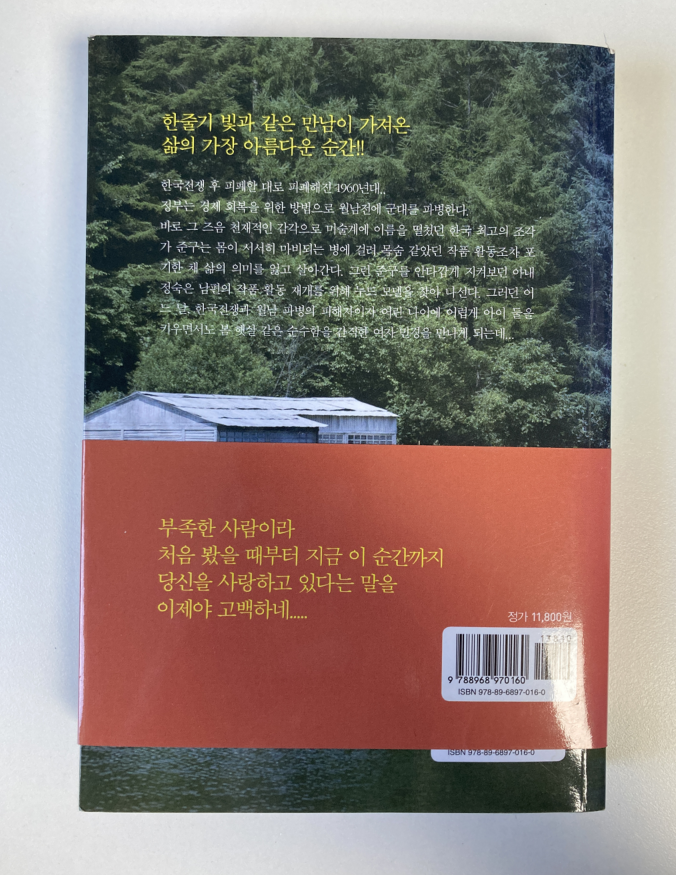 한줄기 빛과 같은 만남이 가져온
삶의 가장 아름다운 순간!!
한국전쟁 후 피폐할 대로 피폐해진 1960년대..
정부는 경제 회복을 위한 방법으로 월남전에 군대를 파병한다.
바로 그 즈음 천재적인 감각으로 미술계에 이름을 떨쳤던 한국 최고의 조각
가 준구는 몸이 서서히 마비되는 병에 걸려 목숨 같았던 작품 활동조차 포
기한 채 삶의 의미를 잃고 살아간다. 그런 준구를 안타깝게 지켜보던 아내
정숙은 남편의 작품 활동 재개를 위해 누드 모델을 찾아 나선다. 그러던 어
느 날, 한국전쟁과 월남 파병의 피해자이자 어린 나이에 어렵게 아이 둘을
키우면서도 봄 햇살 같은 순수함을 간직한 여자 민경을 만나게 되는데...
부족한 사람이라
처음 봤을 때부터 지금 이 순간까지
당신을 사랑하고 있다는 말을
이제야 고백하네.....
정가 11,800원
9 788968 970160
ISBN 978-89-6897-016-0
ISBN 978-89-6897-016-0